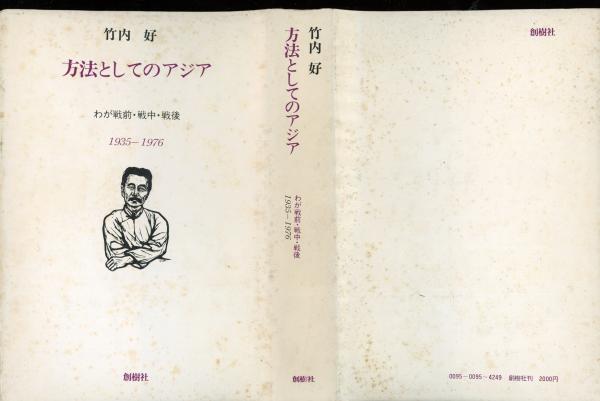 竹内 好
方法としてのアジア
わが戦前・戦中・戦後
1935－1976
創樹社
竹内 好
方法としてのアジア
わが戦前・戦中・戦後
1935－1976
創樹社
創樹社
0095－0095－4249 創樹社刊 2000円